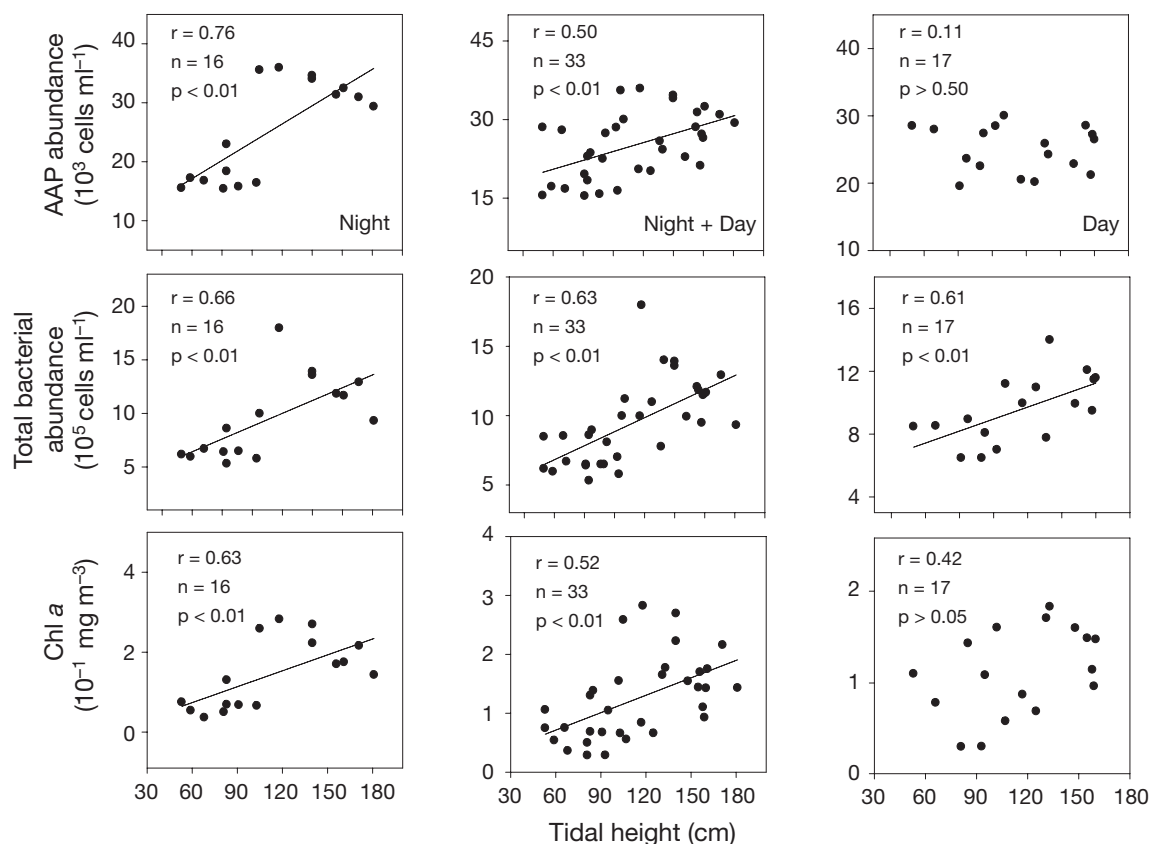 AAP abundance
(10³ cells ml⁻¹)
40
30
20
10
r = 0.76
n = 16
p < 0.01
Night
45
30
15
r = 0.50
n = 33
p < 0.01
Night + Day
40
30
20
10
r = 0.11
n = 17
p > 0.50
Day
Total bacterial
abundance
(10⁵ cells ml⁻¹)
20
15
10
5
r = 0.66
n = 16
p < 0.01
20
15
10
5
r = 0.63
n = 33
p < 0.01
16
12
8
4
r = 0.61
n = 17
p < 0.01
Chl a
(10⁻¹ mg m⁻³)
4
2
0
r = 0.63
n = 16
p < 0.01
30 60 90 120 150 180
4
3
2
1
0
r = 0.52
n = 33
p < 0.01
30 60 90 120 150 180
2
1
0
r = 0.42
n = 17
p > 0.05
30 60 90 120 150 180
Tidal height (cm)